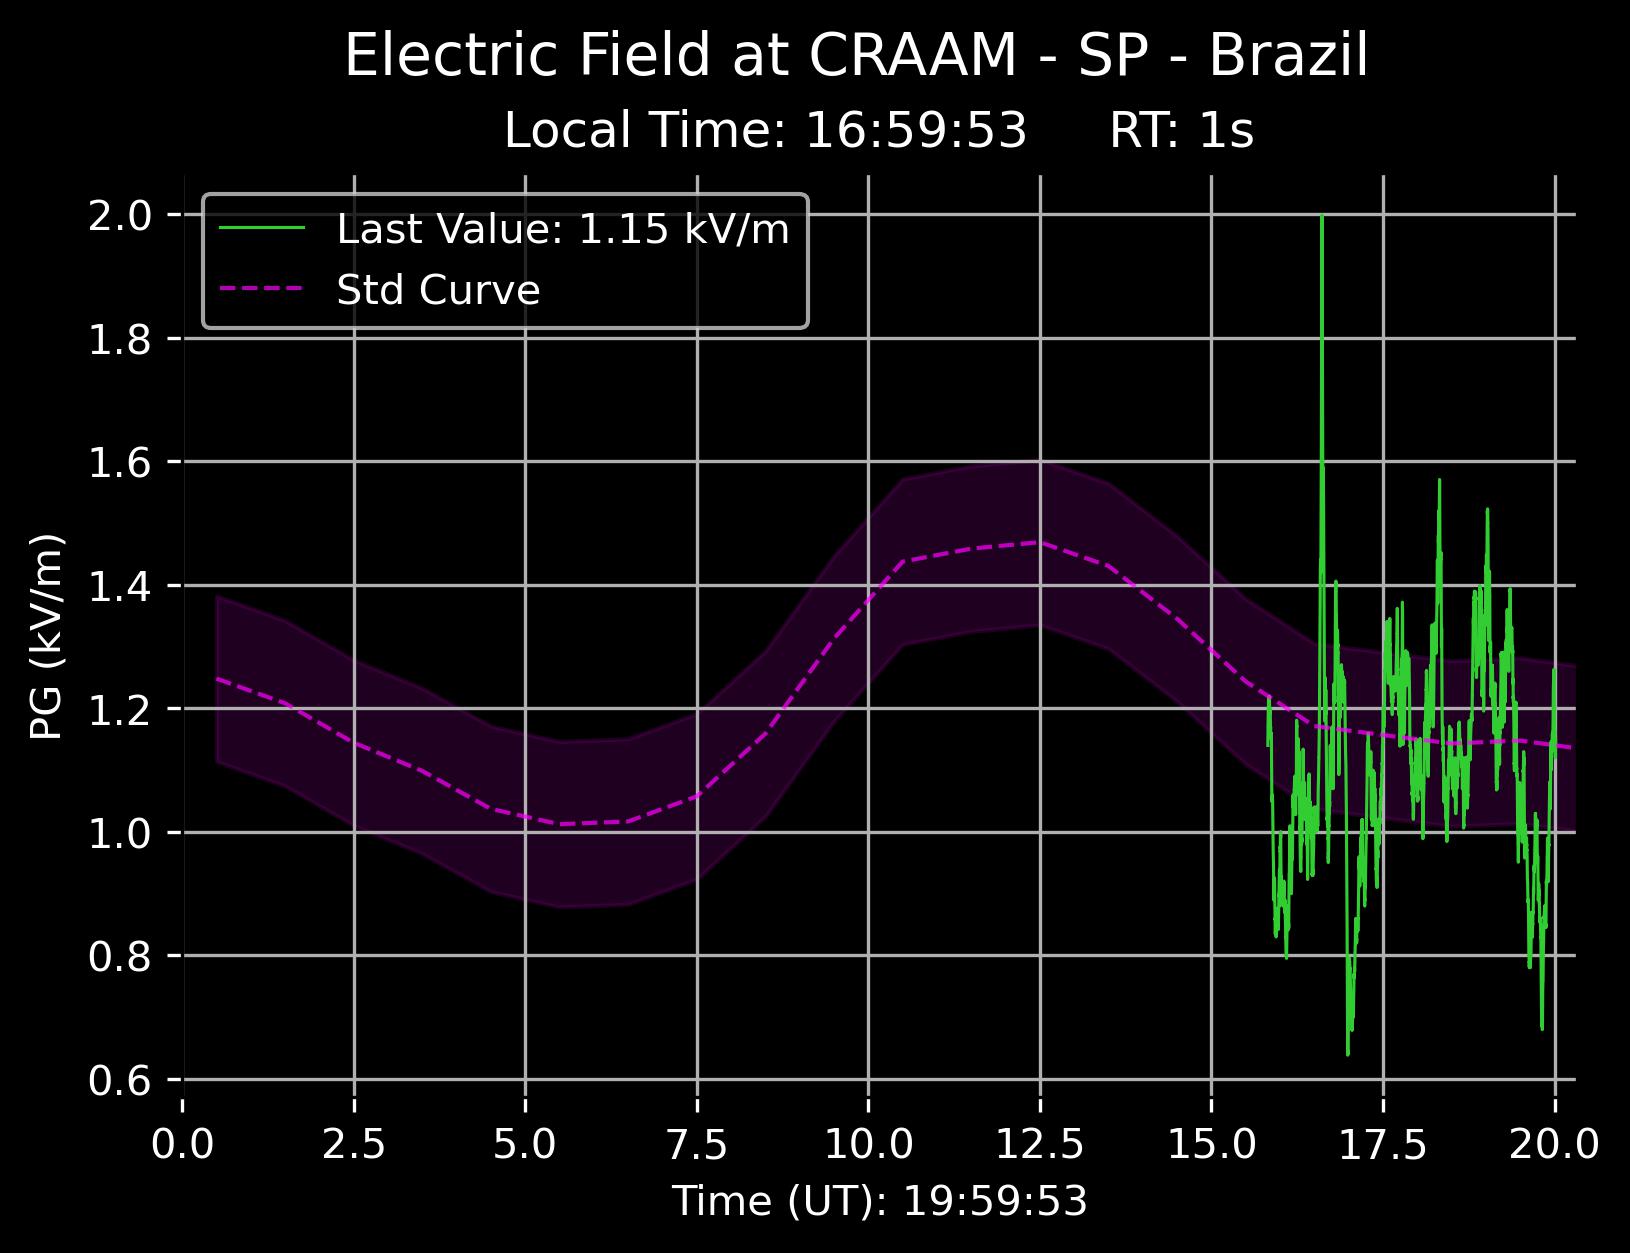 Electric Field at CRAAM - SP - Brazil
Local Time: 16:59:53 RT: 1s
Last Value: 1.15 kV/m
Std Curve
PG (kV/m)
2.0
1.8
1.6
1.4
1.2
1.0
0.8
0.6
0.0 2.5 5.0 7.5 10.0 12.5 15.0 17.5 20.0
Time (UT): 19:59:53